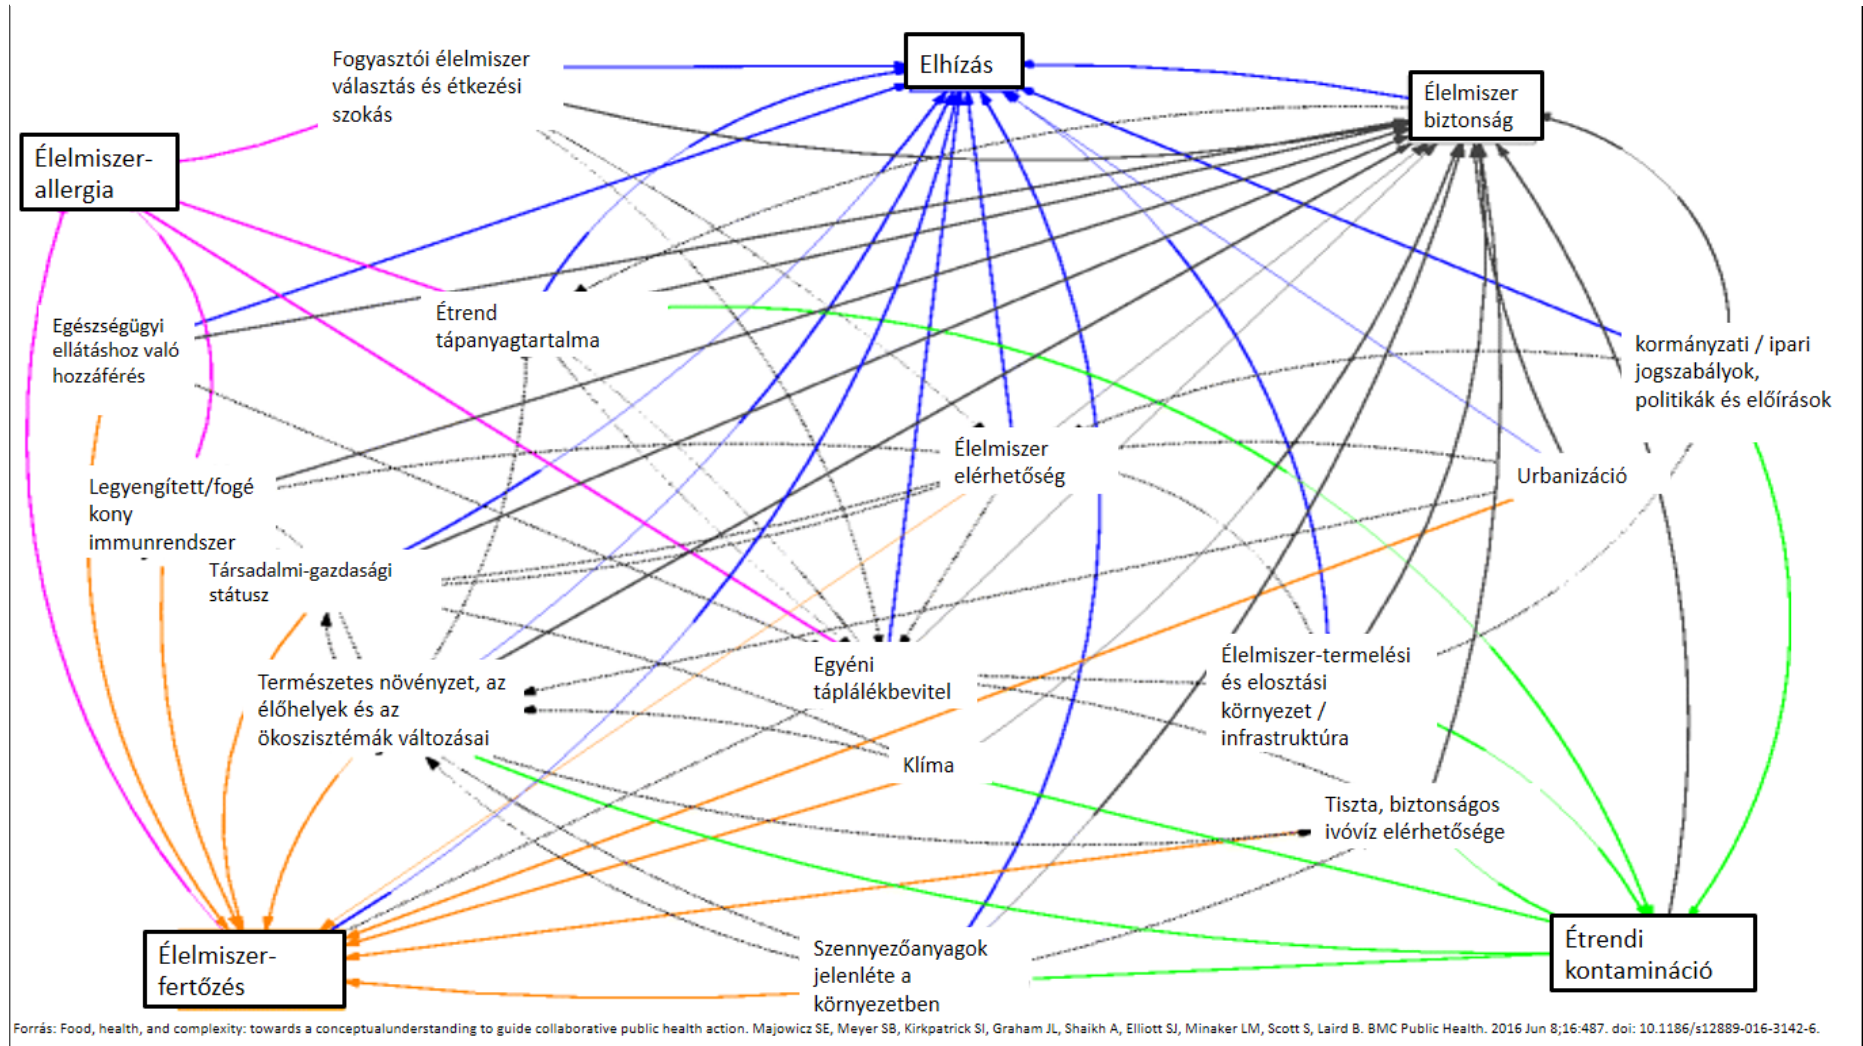 Fogyasztói élelmiszer
választás és étkezési
szokás
Elhízás
Élelmiszer
biztonság
Élelmiszer-
allergia
Egészségügyi
ellátáshoz való
hozzáférés
Étrend
tápanyagtartalma
kormányzati / ipari
jogszabályok,
politikák és előírások
Élelmiszer
elérhetőség
Urbanizáció
Legyengített/fogé
kony
immunrendszer
Társadalmi-gazdasági
státusz
Természetes növényzet, az
élőhelyek és az
ökoszisztémák változásai
Egyéni
táplálékbevitel
Élelmiszer-termelési
és elosztási
környezet /
infrastruktúra
Klíma
Tiszta, biztonságos
ivóvíz elérhetősége
Élelmiszer-
fertőzés
Szennyezőanyagok
jelenléte a
környezetben
Étrendi
kontamináció
Forrás: Food, health, and complexity: towards a conceptualunderstanding to guide collaborative public health action. Majowicz SE, Meyer SB, Kirkpatrick SI, Graham JL, Shaikh A, Elliott SJ, Minaker LM, Scott S, Laird B. BMC Public Health. 2016 Jun 8;16:487. doi: 10.1186/s12889-016-3142-6.